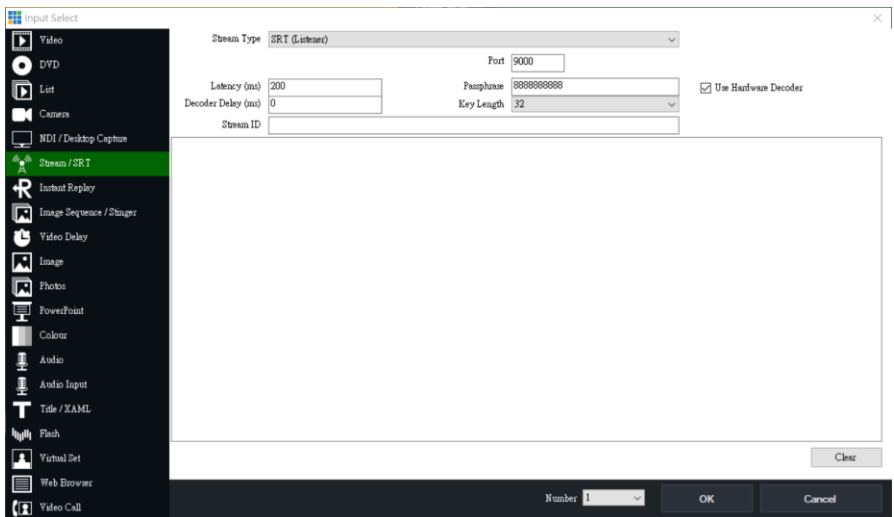 Input Select
Video
DVD
List
Camera
NDI / Desktop Capture
Stream / SRT
Instant Replay
Image Sequence / Stinger
Video Delay
Image
Photos
PowerPoint
Colour
Audio
Audio Input
Title / XAML
Flash
Virtual Set
Web Browser
Video Call
Stream Type SRT (Listener)
Port 9000
Latency (ms) 200 Passphrase 8888888888 Use Hardware Decoder
Decoder Delay (ms) 0 Key Length 32
Stream ID
Clear
Number 1 OK Cancel